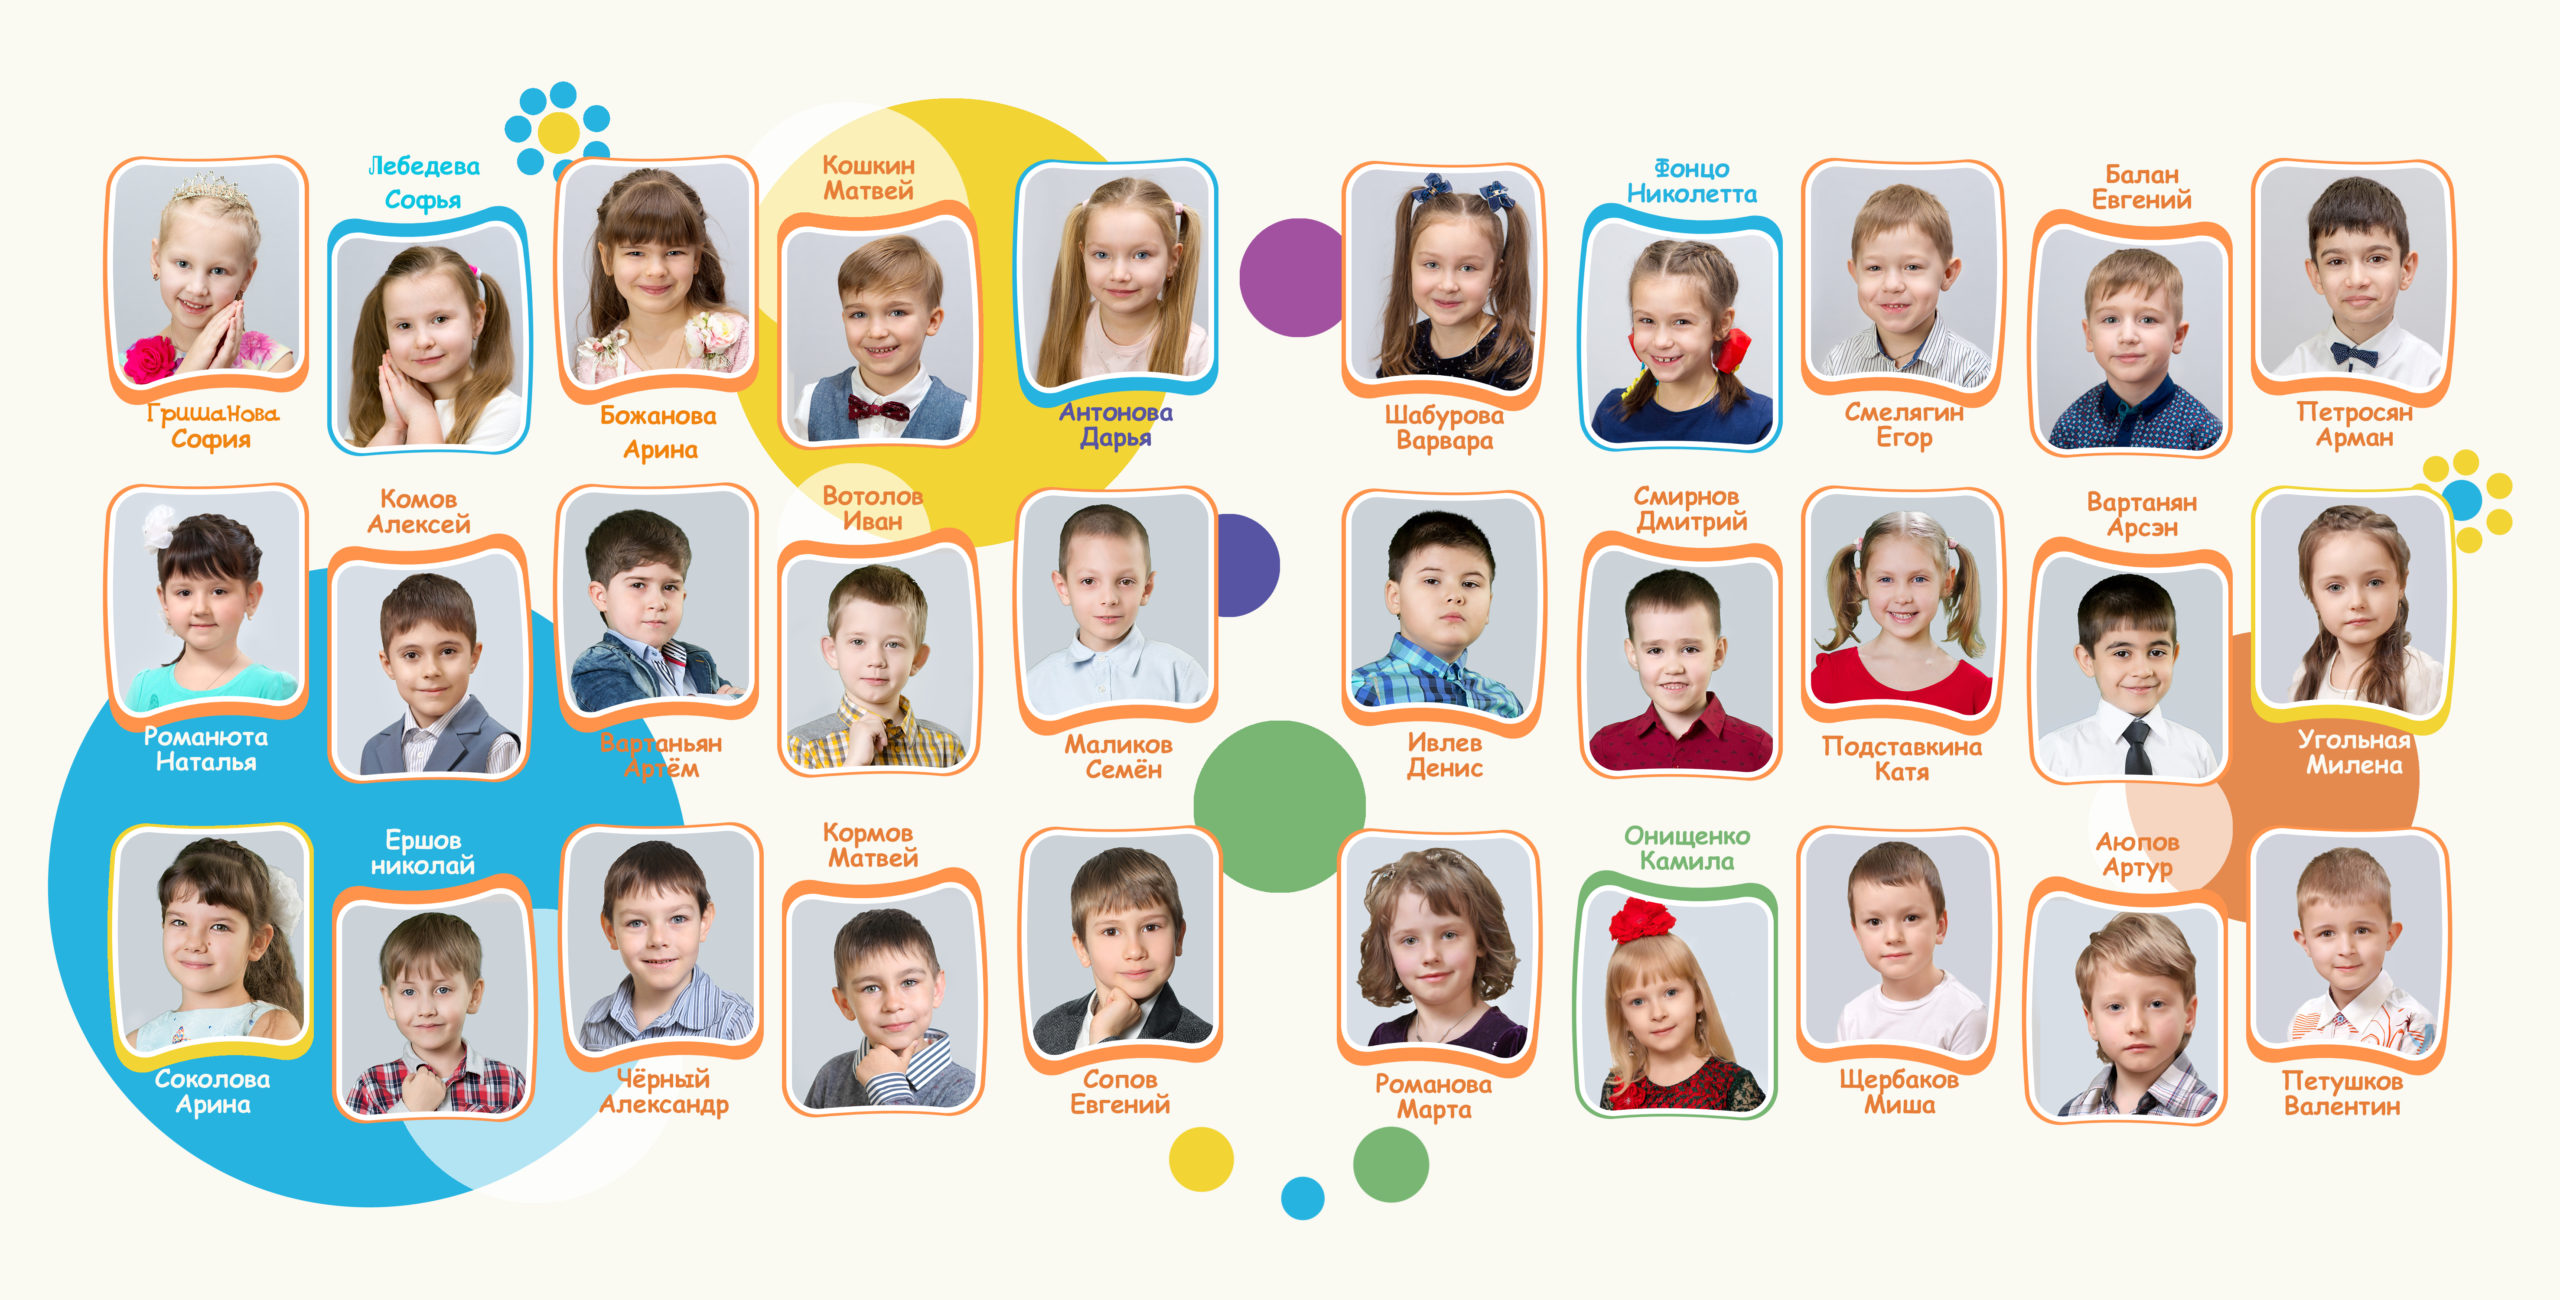 Гришанова
София
Лебедева
Софья
Божанова
Арина
Кошкин
Матвей
Антонова
Дарья
Шабурова
Варвара
Фонцо
Николетта
Смелягин
Егор
Балан
Евгений
Петросян
Арман
Романюта
Наталья
Комов
Алексей
Вартаньян
Артём
Вотолов
Иван
Маликов
Семён
Ивлев
Денис
Смирнов
Дмитрий
Подставкина
Катя
Вартанян
Арсэн
Угольная
Милена
Соколова
Арина
Ершов
николай
Чёрный
Александр
Кормов
Матвей
Сопов
Евгений
Романова
Марта
Онищенко
Камила
Щербаков
Миша
Аюпов
Артур
Петушков
Валентин